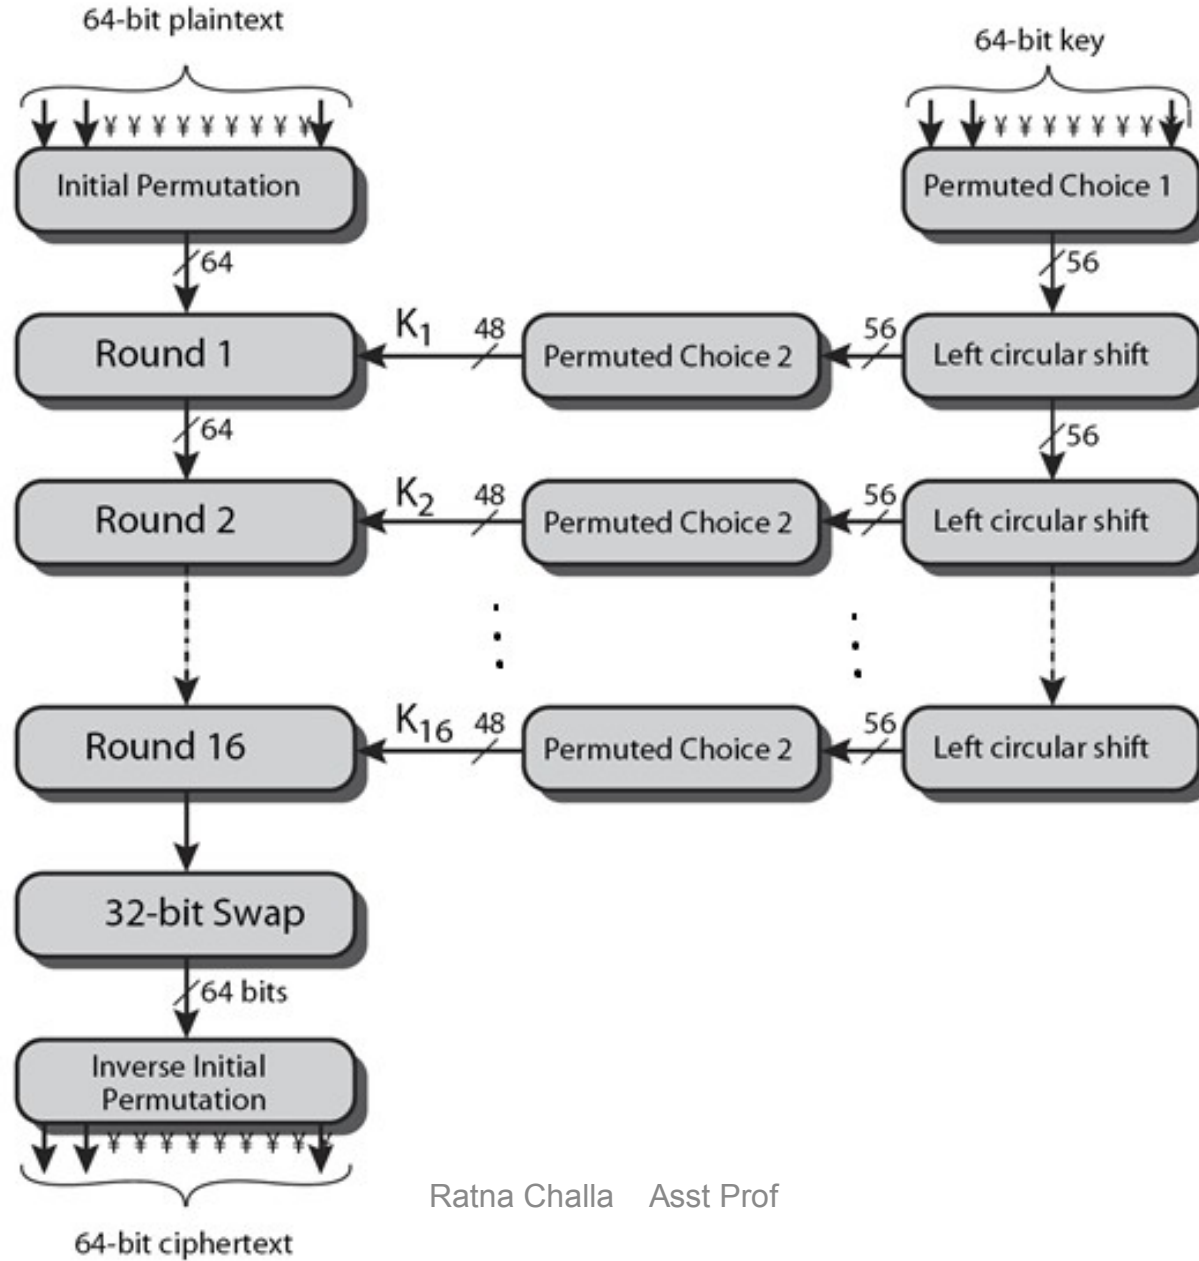 64-bit plaintext
64-bit key
¥ ¥ ¥ ¥ ¥ ¥ ¥ ¥ ¥
¥ ¥ ¥ ¥ ¥ ¥ ¥ ¥
Initial Permutation
Permuted Choice 1
64
56
Round 1
K1
48
Permuted Choice 2
56
Left circular shift
64
56
Round 2
K2
48
Permuted Choice 2
56
Left circular shift
Round 16
K16
48
Permuted Choice 2
56
Left circular shift
32-bit Swap
64 bits
Inverse Initial
Permutation
¥ ¥ ¥ ¥ ¥ ¥ ¥ ¥ ¥
Ratna Challa Asst Prof
64-bit ciphertext